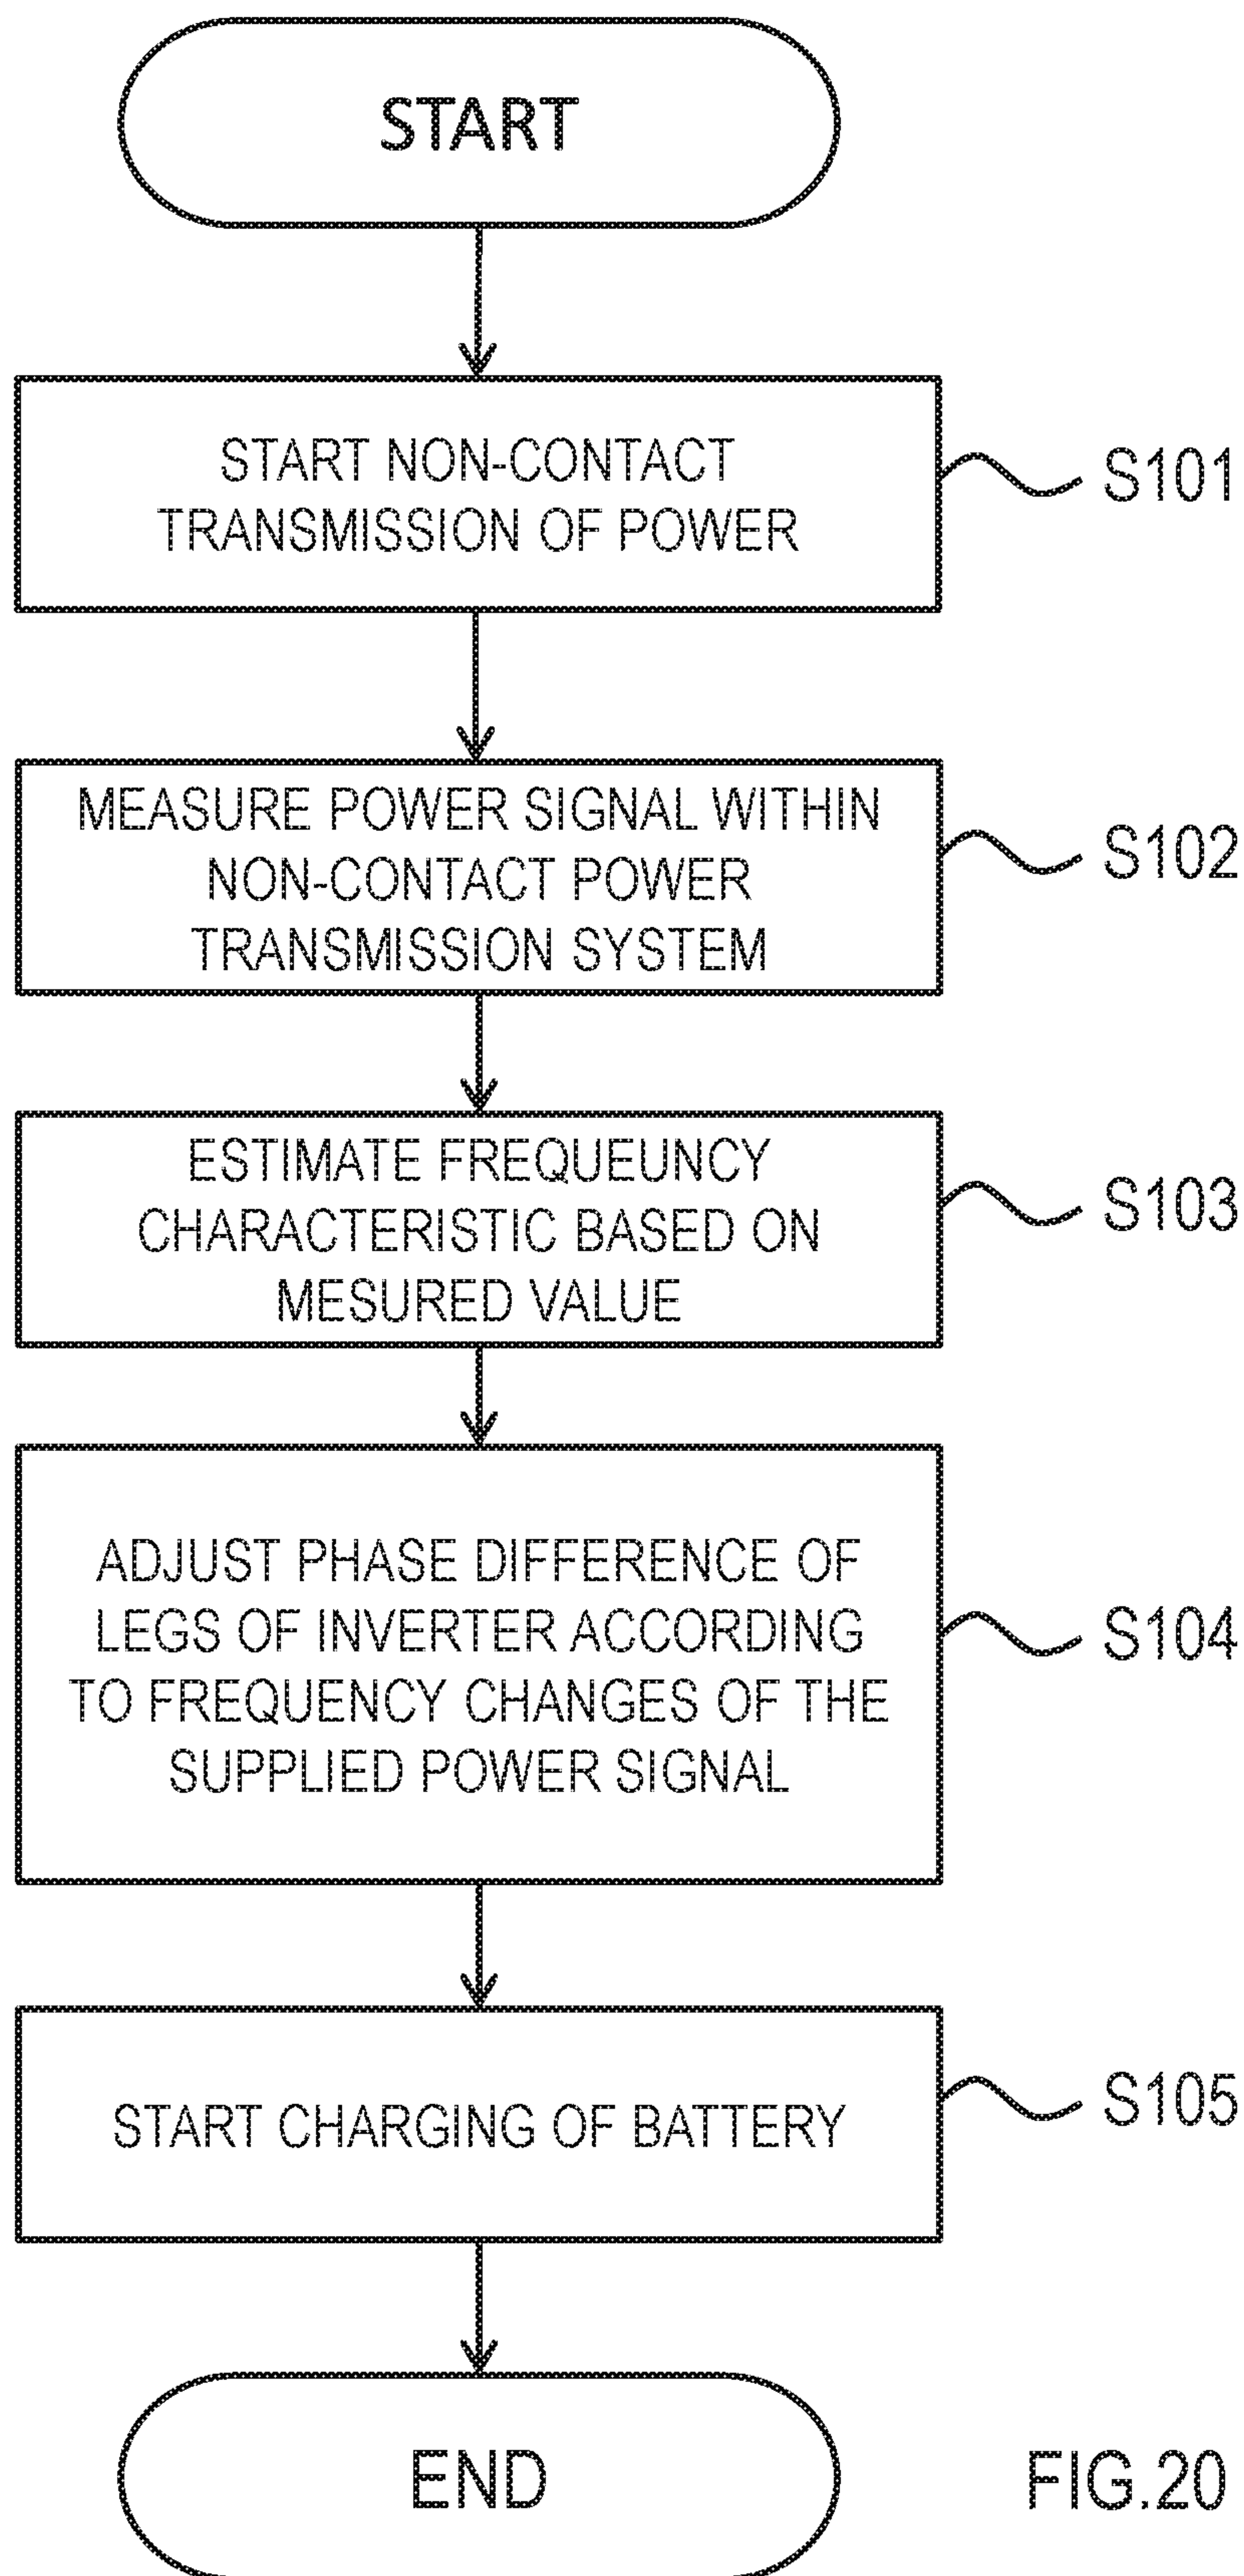 START
START NON-CONTACT
TRANSMISSION OF POWER
S101
MEASURE POWER SIGNAL WITHIN
NON-CONTACT POWER
TRANSMISSION SYSTEM
S102
ESTIMATE FREQUEUNCY
CHARACTERISTIC BASED ON
MESURED VALUE
S103
ADJUST PHASE DIFFERENCE OF
LEGS OF INVERTER ACCORDING
TO FREQUENCY CHANGES OF THE
SUPPLIED POWER SIGNAL
S104
START CHARGING OF BATTERY
S105
END
FIG.20